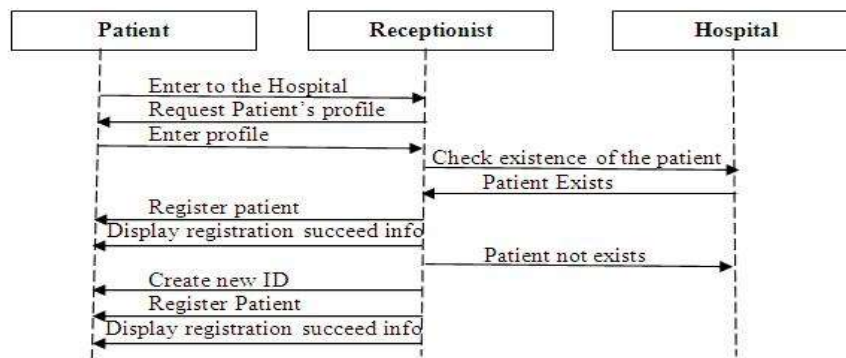 Patient
Receptionist
Hospital
Enter to the Hospital
Request Patient's profile
Enter profile
Check existence of the patient
Patient Exists
Register patient
Display registration succeed info
Patient not exists
Create new ID
Register Patient
Display registration succeed info